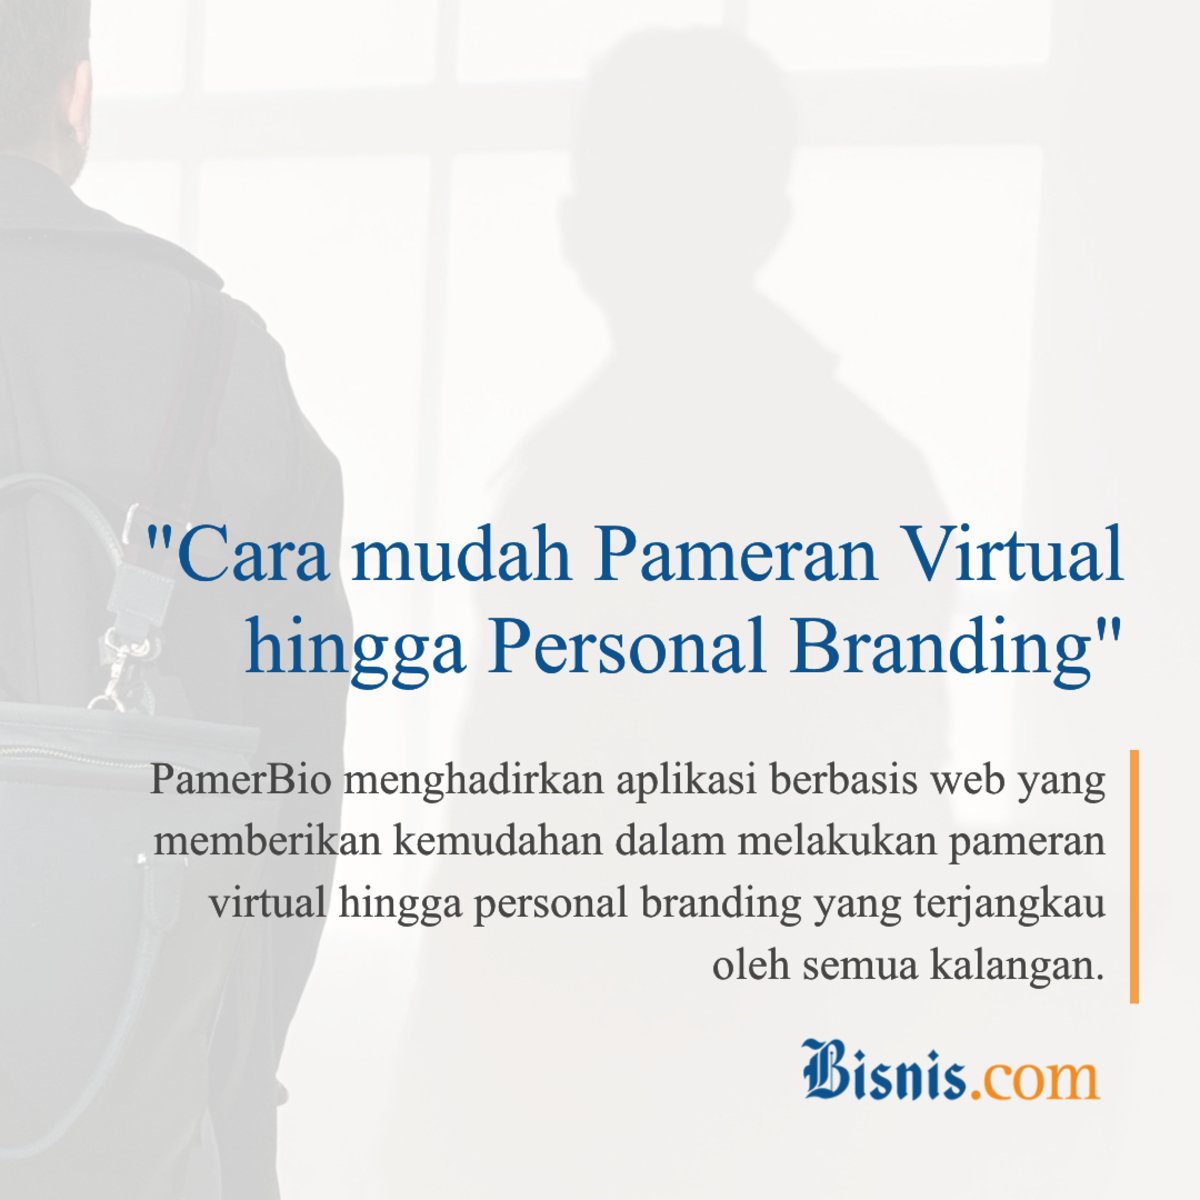 "Cara mudah Pameran Virtual
hingga Personal Branding"
PamerBio menghadirkan aplikasi berbasis web yang
memberikan kemudahan dalam melakukan pameran
virtual hingga personal branding yang terjangkau
oleh semua kalangan.
Bisnis.com